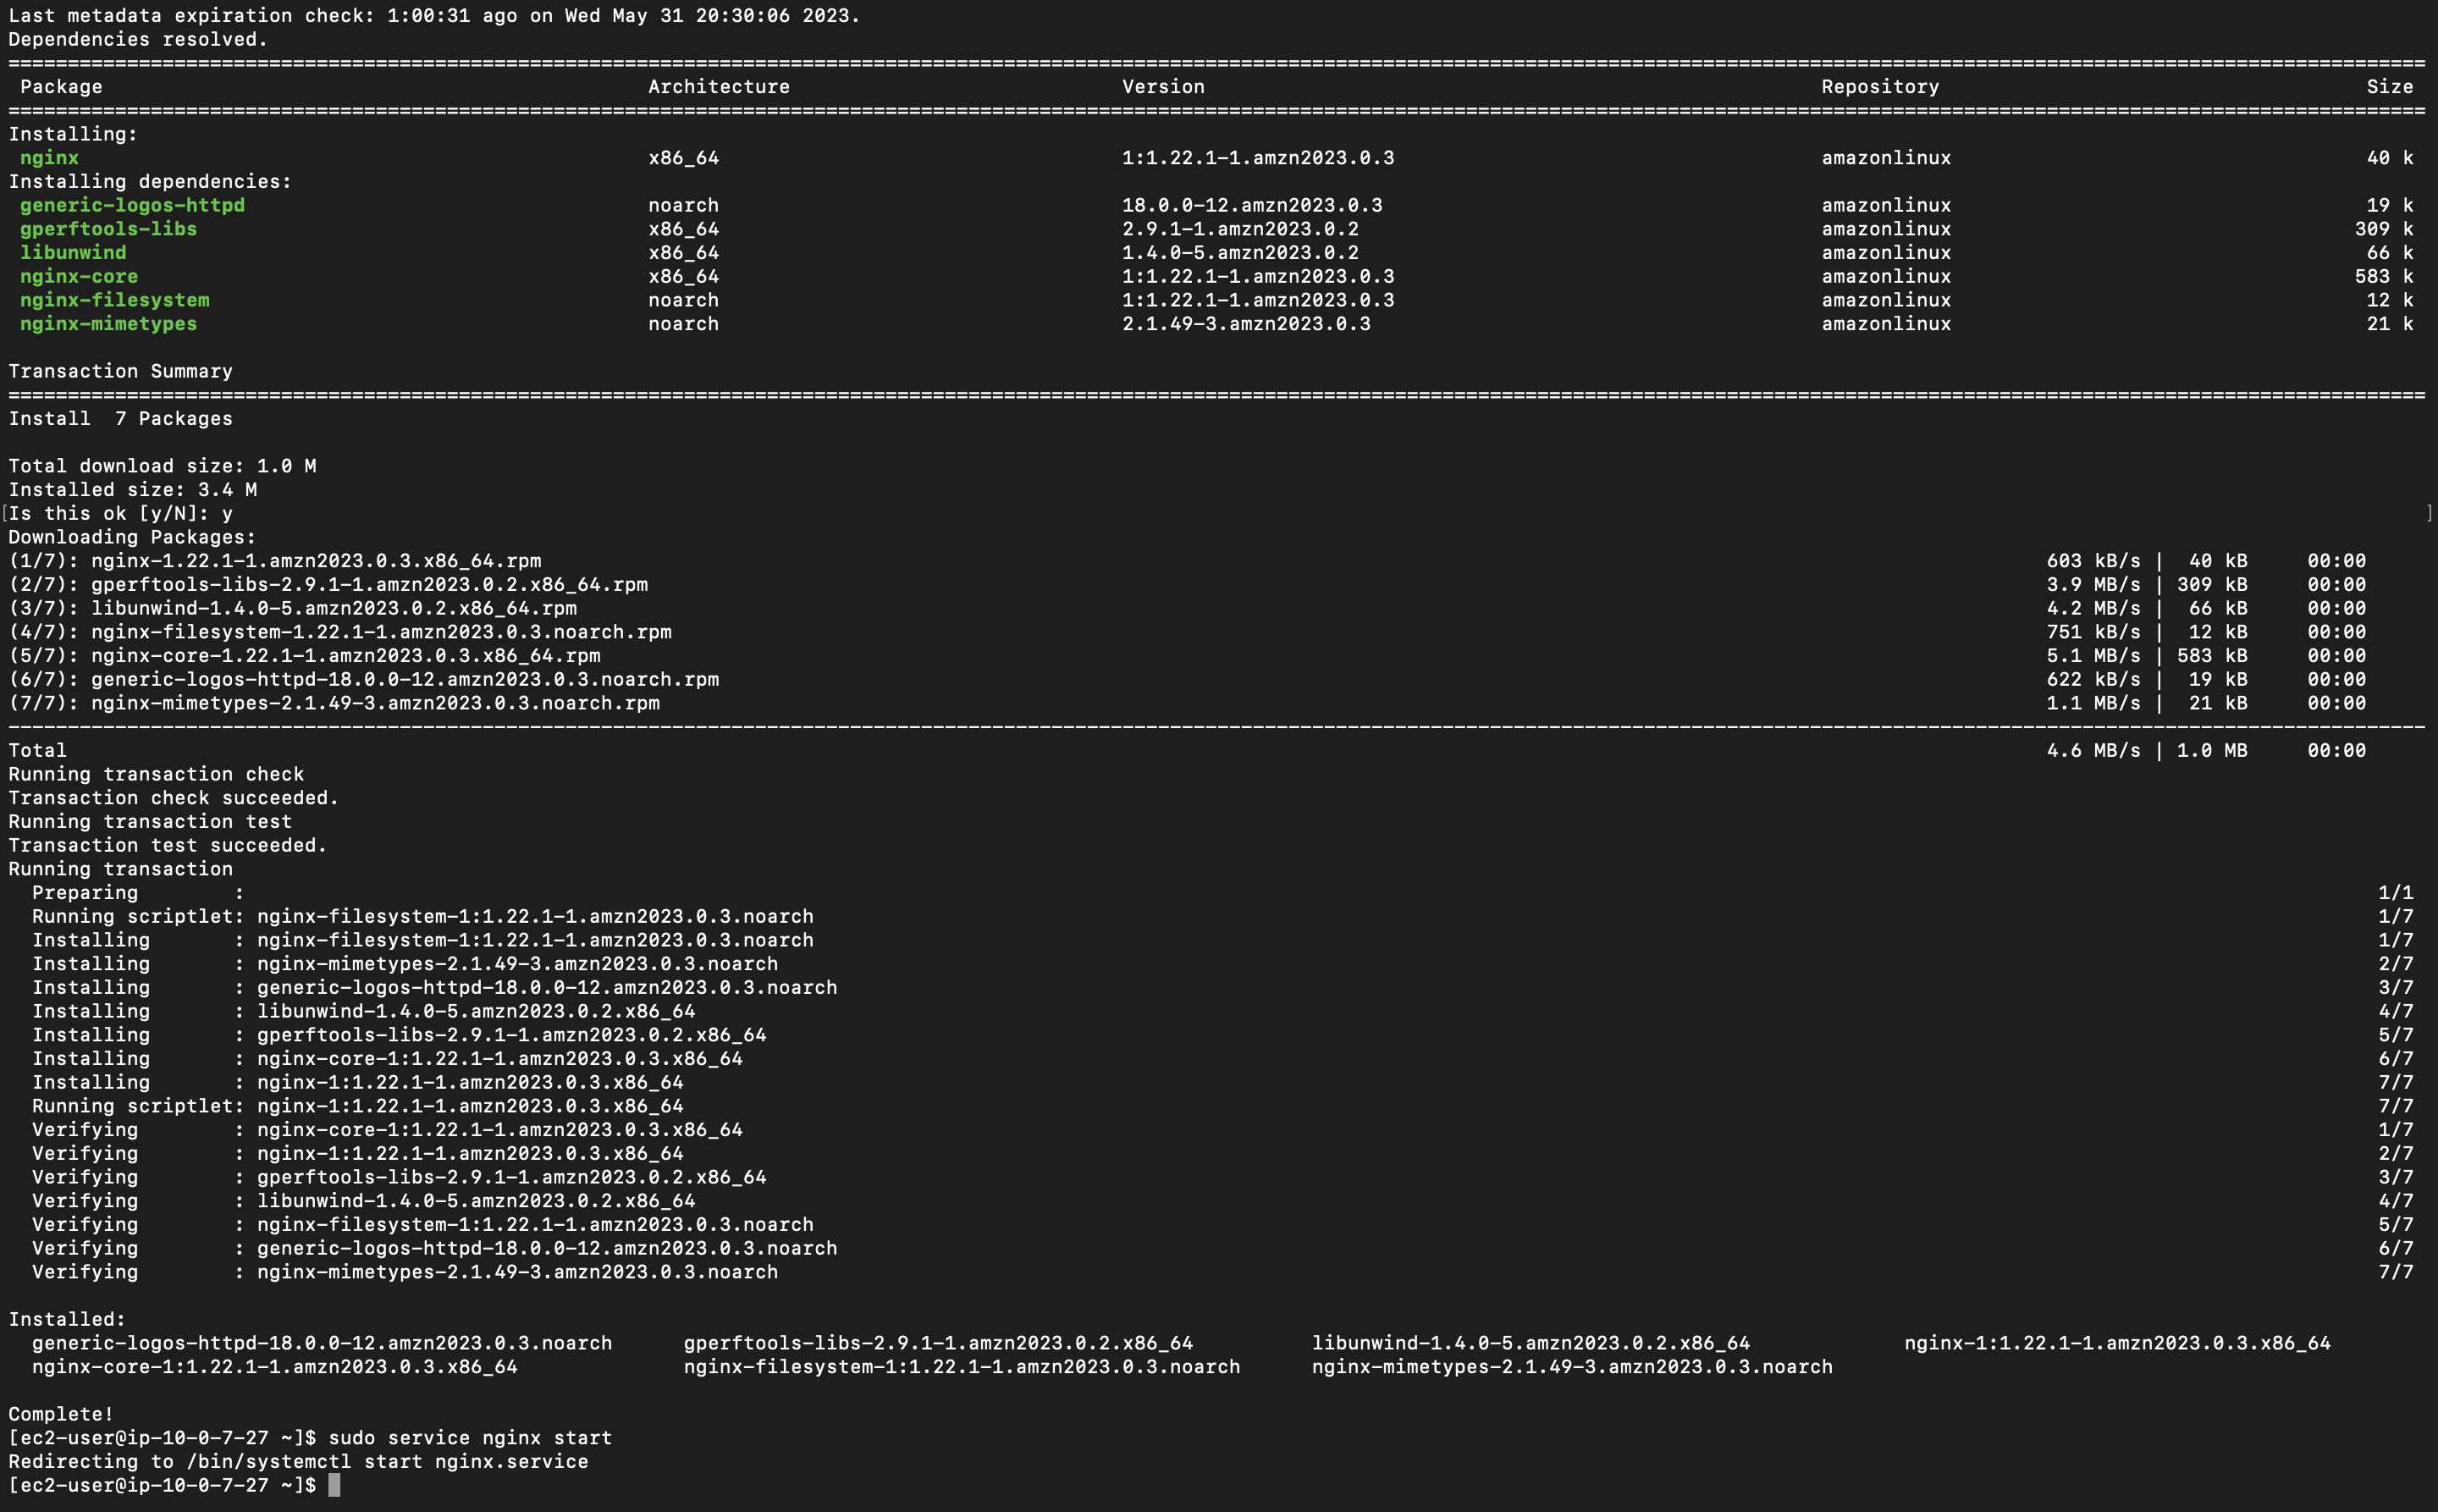 Last metadata expiration check: 1:00:31 ago on Wed May 31 20:30:06 2023.
Dependencies resolved.
Package Architecture Version Repository Size
Installing:
nginx x86_64 1:1.22.1-1.amzn2023.0.3 amazonlinux 40 k
Installing dependencies:
generic-logos-httpd noarch 18.0.0-12.amzn2023.0.3 amazonlinux 19 k
gperftools-libs x86_64 2.9.1-1.amzn2023.0.2 amazonlinux 309 k
libunwind x86_64 1.4.0-5.amzn2023.0.2 amazonlinux 66 k
nginx-core x86_64 1:1.22.1-1.amzn2023.0.3 amazonlinux 583 k
nginx-filesystem noarch 1:1.22.1-1.amzn2023.0.3 amazonlinux 12 k
nginx-mimetypes noarch 2.1.49-3.amzn2023.0.3 amazonlinux 21 k
Transaction Summary
Install 7 Packages
Total download size: 1.0 M
Installed size: 3.4 M
[Is this ok [y/N]: y ]
Downloading Packages:
(1/7): nginx-1.22.1-1.amzn2023.0.3.x86_64.rpm 603 kB/s | 40 kB 00:00
(2/7): gperftools-libs-2.9.1-1.amzn2023.0.2.x86_64.rpm 3.9 MB/s | 309 kB 00:00
(3/7): libunwind-1.4.0-5.amzn2023.0.2.x86_64.rpm 4.2 MB/s | 66 kB 00:00
(4/7): nginx-filesystem-1.22.1-1.amzn2023.0.3.noarch.rpm 751 kB/s | 12 kB 00:00
(5/7): nginx-core-1.22.1-1.amzn2023.0.3.x86_64.rpm 5.1 MB/s | 583 kB 00:00
(6/7): generic-logos-httpd-18.0.0-12.amzn2023.0.3.noarch.rpm 622 kB/s | 19 kB 00:00
(7/7): nginx-mimetypes-2.1.49-3.amzn2023.0.3.noarch.rpm 1.1 MB/s | 21 kB 00:00
Total 4.6 MB/s | 1.0 MB 00:00
Running transaction check
Transaction check succeeded.
Running transaction test
Transaction test succeeded.
Running transaction
Preparing : 1/1
Running scriptlet: nginx-filesystem-1:1.22.1-1.amzn2023.0.3.noarch 1/7
Installing : nginx-filesystem-1:1.22.1-1.amzn2023.0.3.noarch 1/7
Installing : nginx-mimetypes-2.1.49-3.amzn2023.0.3.noarch 2/7
Installing : generic-logos-httpd-18.0.0-12.amzn2023.0.3.noarch 3/7
Installing : libunwind-1.4.0-5.amzn2023.0.2.x86_64 4/7
Installing : gperftools-libs-2.9.1-1.amzn2023.0.2.x86_64 5/7
Installing : nginx-core-1:1.22.1-1.amzn2023.0.3.x86_64 6/7
Installing : nginx-1:1.22.1-1.amzn2023.0.3.x86_64 7/7
Running scriptlet: nginx-1:1.22.1-1.amzn2023.0.3.x86_64 7/7
Verifying : nginx-core-1:1.22.1-1.amzn2023.0.3.x86_64 1/7
Verifying : nginx-1:1.22.1-1.amzn2023.0.3.x86_64 2/7
Verifying : gperftools-libs-2.9.1-1.amzn2023.0.2.x86_64 3/7
Verifying : libunwind-1.4.0-5.amzn2023.0.2.x86_64 4/7
Verifying : nginx-filesystem-1:1.22.1-1.amzn2023.0.3.noarch 5/7
Verifying : generic-logos-httpd-18.0.0-12.amzn2023.0.3.noarch 6/7
Verifying : nginx-mimetypes-2.1.49-3.amzn2023.0.3.noarch 7/7
Installed:
generic-logos-httpd-18.0.0-12.amzn2023.0.3.noarch gperftools-libs-2.9.1-1.amzn2023.0.2.x86_64 libunwind-1.4.0-5.amzn2023.0.2.x86_64 nginx-1:1.22.1-1.amzn2023.0.3.x86_64
nginx-core-1:1.22.1-1.amzn2023.0.3.x86_64 nginx-filesystem-1:1.22.1-1.amzn2023.0.3.noarch nginx-mimetypes-2.1.49-3.amzn2023.0.3.noarch
Complete!
[ec2-user@ip-10-0-7-27 ~]$ sudo service nginx start
Redirecting to /bin/systemctl start nginx.service
[ec2-user@ip-10-0-7-27 ~]$